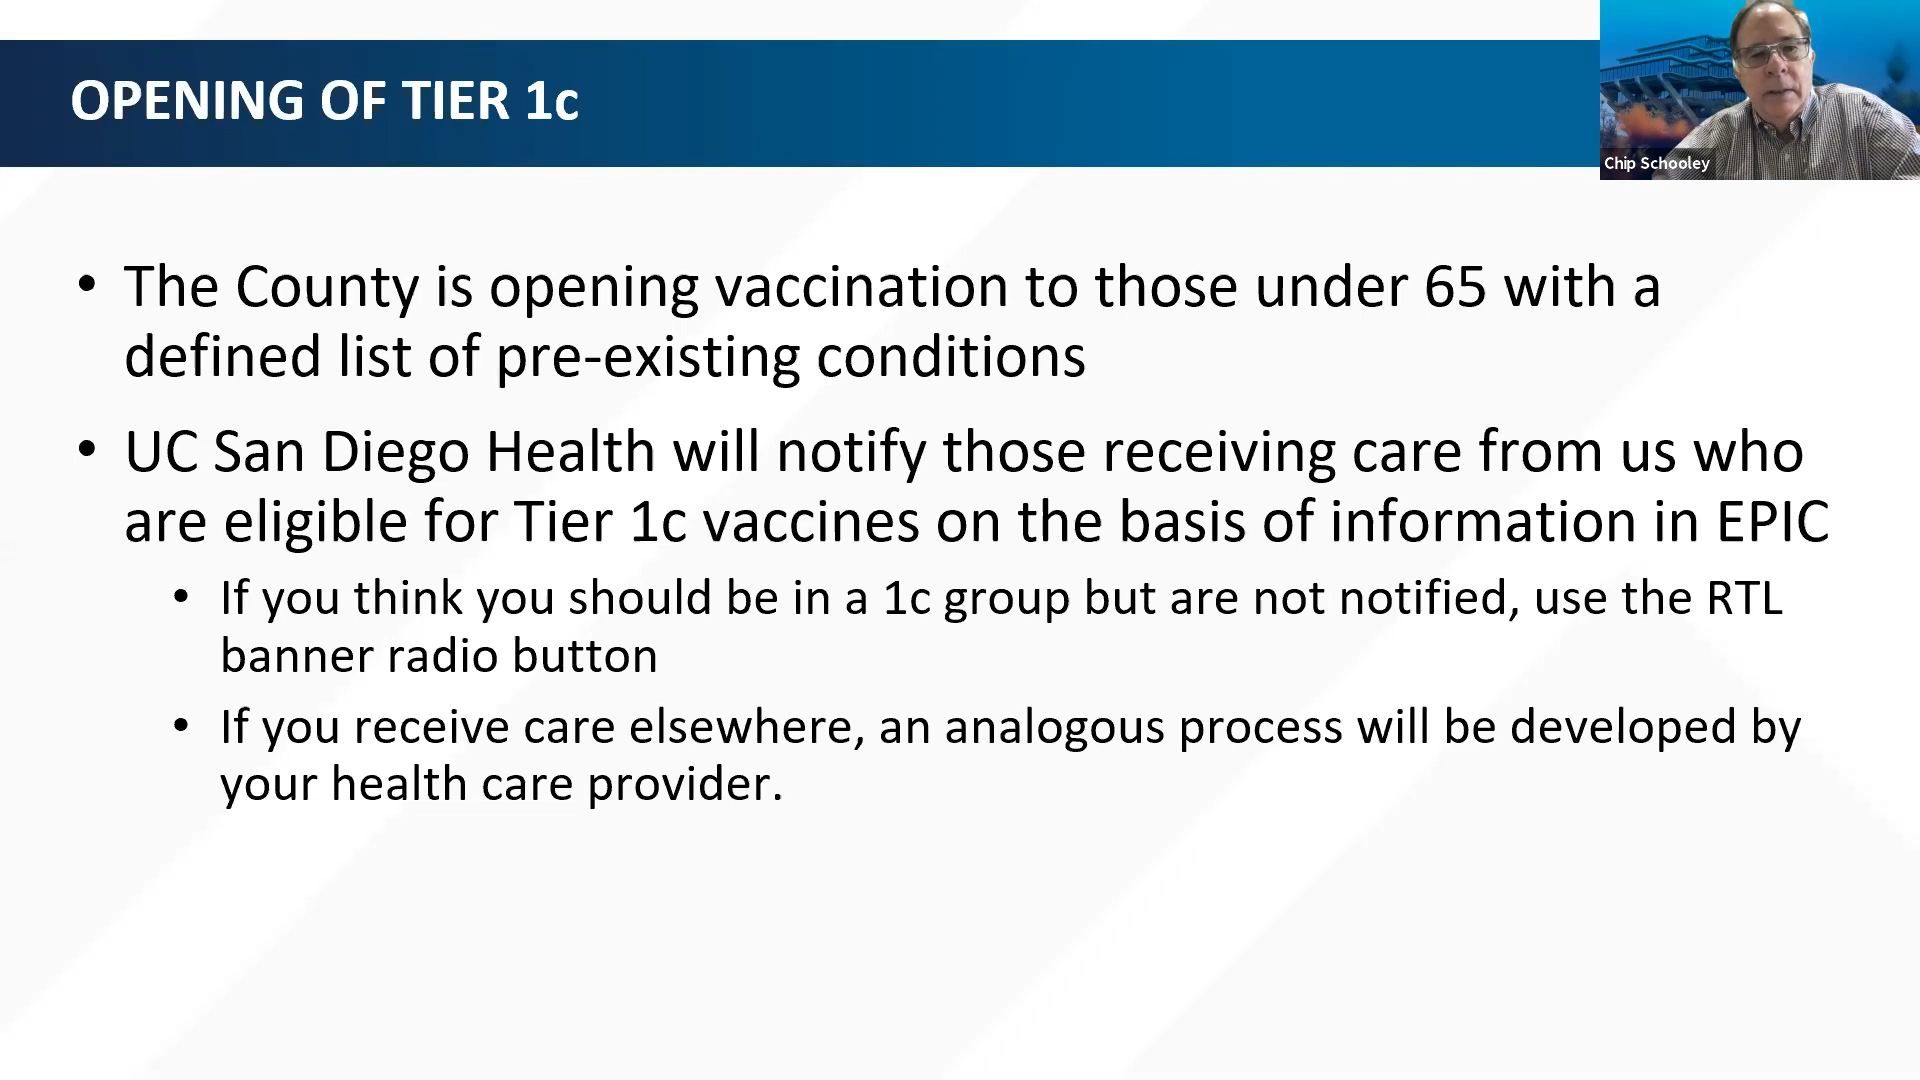 OPENING OF TIER 1c
Chip Schooley
• The County is opening vaccination to those under 65 with a
defined list of pre-existing conditions
• UC San Diego Health will notify those receiving care from us who
are eligible for Tier 1c vaccines on the basis of information in EPIC
• If you think you should be in a 1c group but are not notified, use the RTL
banner radio button
• If you receive care elsewhere, an analogous process will be developed by
your health care provider.